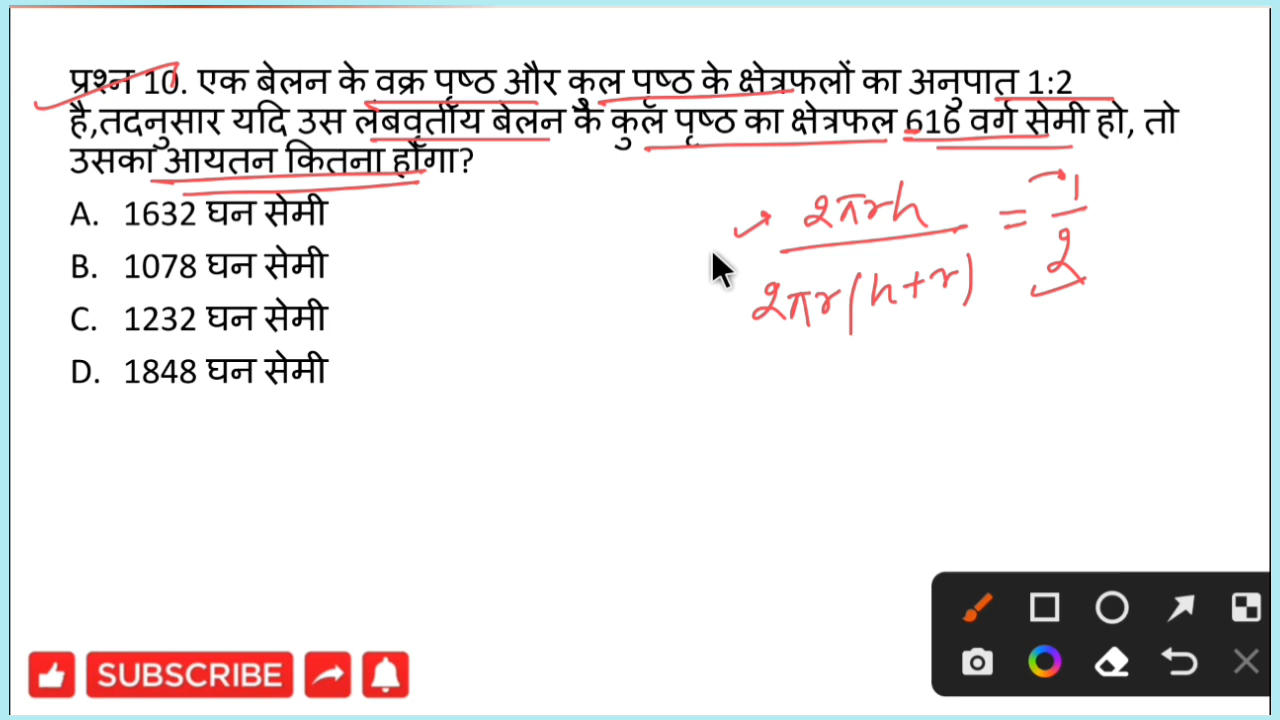 प्रश्न 10. एक बेलन के वक्र पृष्ठ और कुल पृष्ठ के क्षेत्रफलों का अनुपात 1:2
है,तदनुसार यदि उस लंबवृतीय बेलन के कुल पृष्ठ का क्षेत्रफल 616 वर्ग सेमी हो, तो
उसका आयतन कितना होगा?
A. 1632 घन सेमी
B. 1078 घन सेमी
C. 1232 घन सेमी
D. 1848 घन सेमी
2πrh / 2πr(h+r) = 1/2
SUBSCRIBE